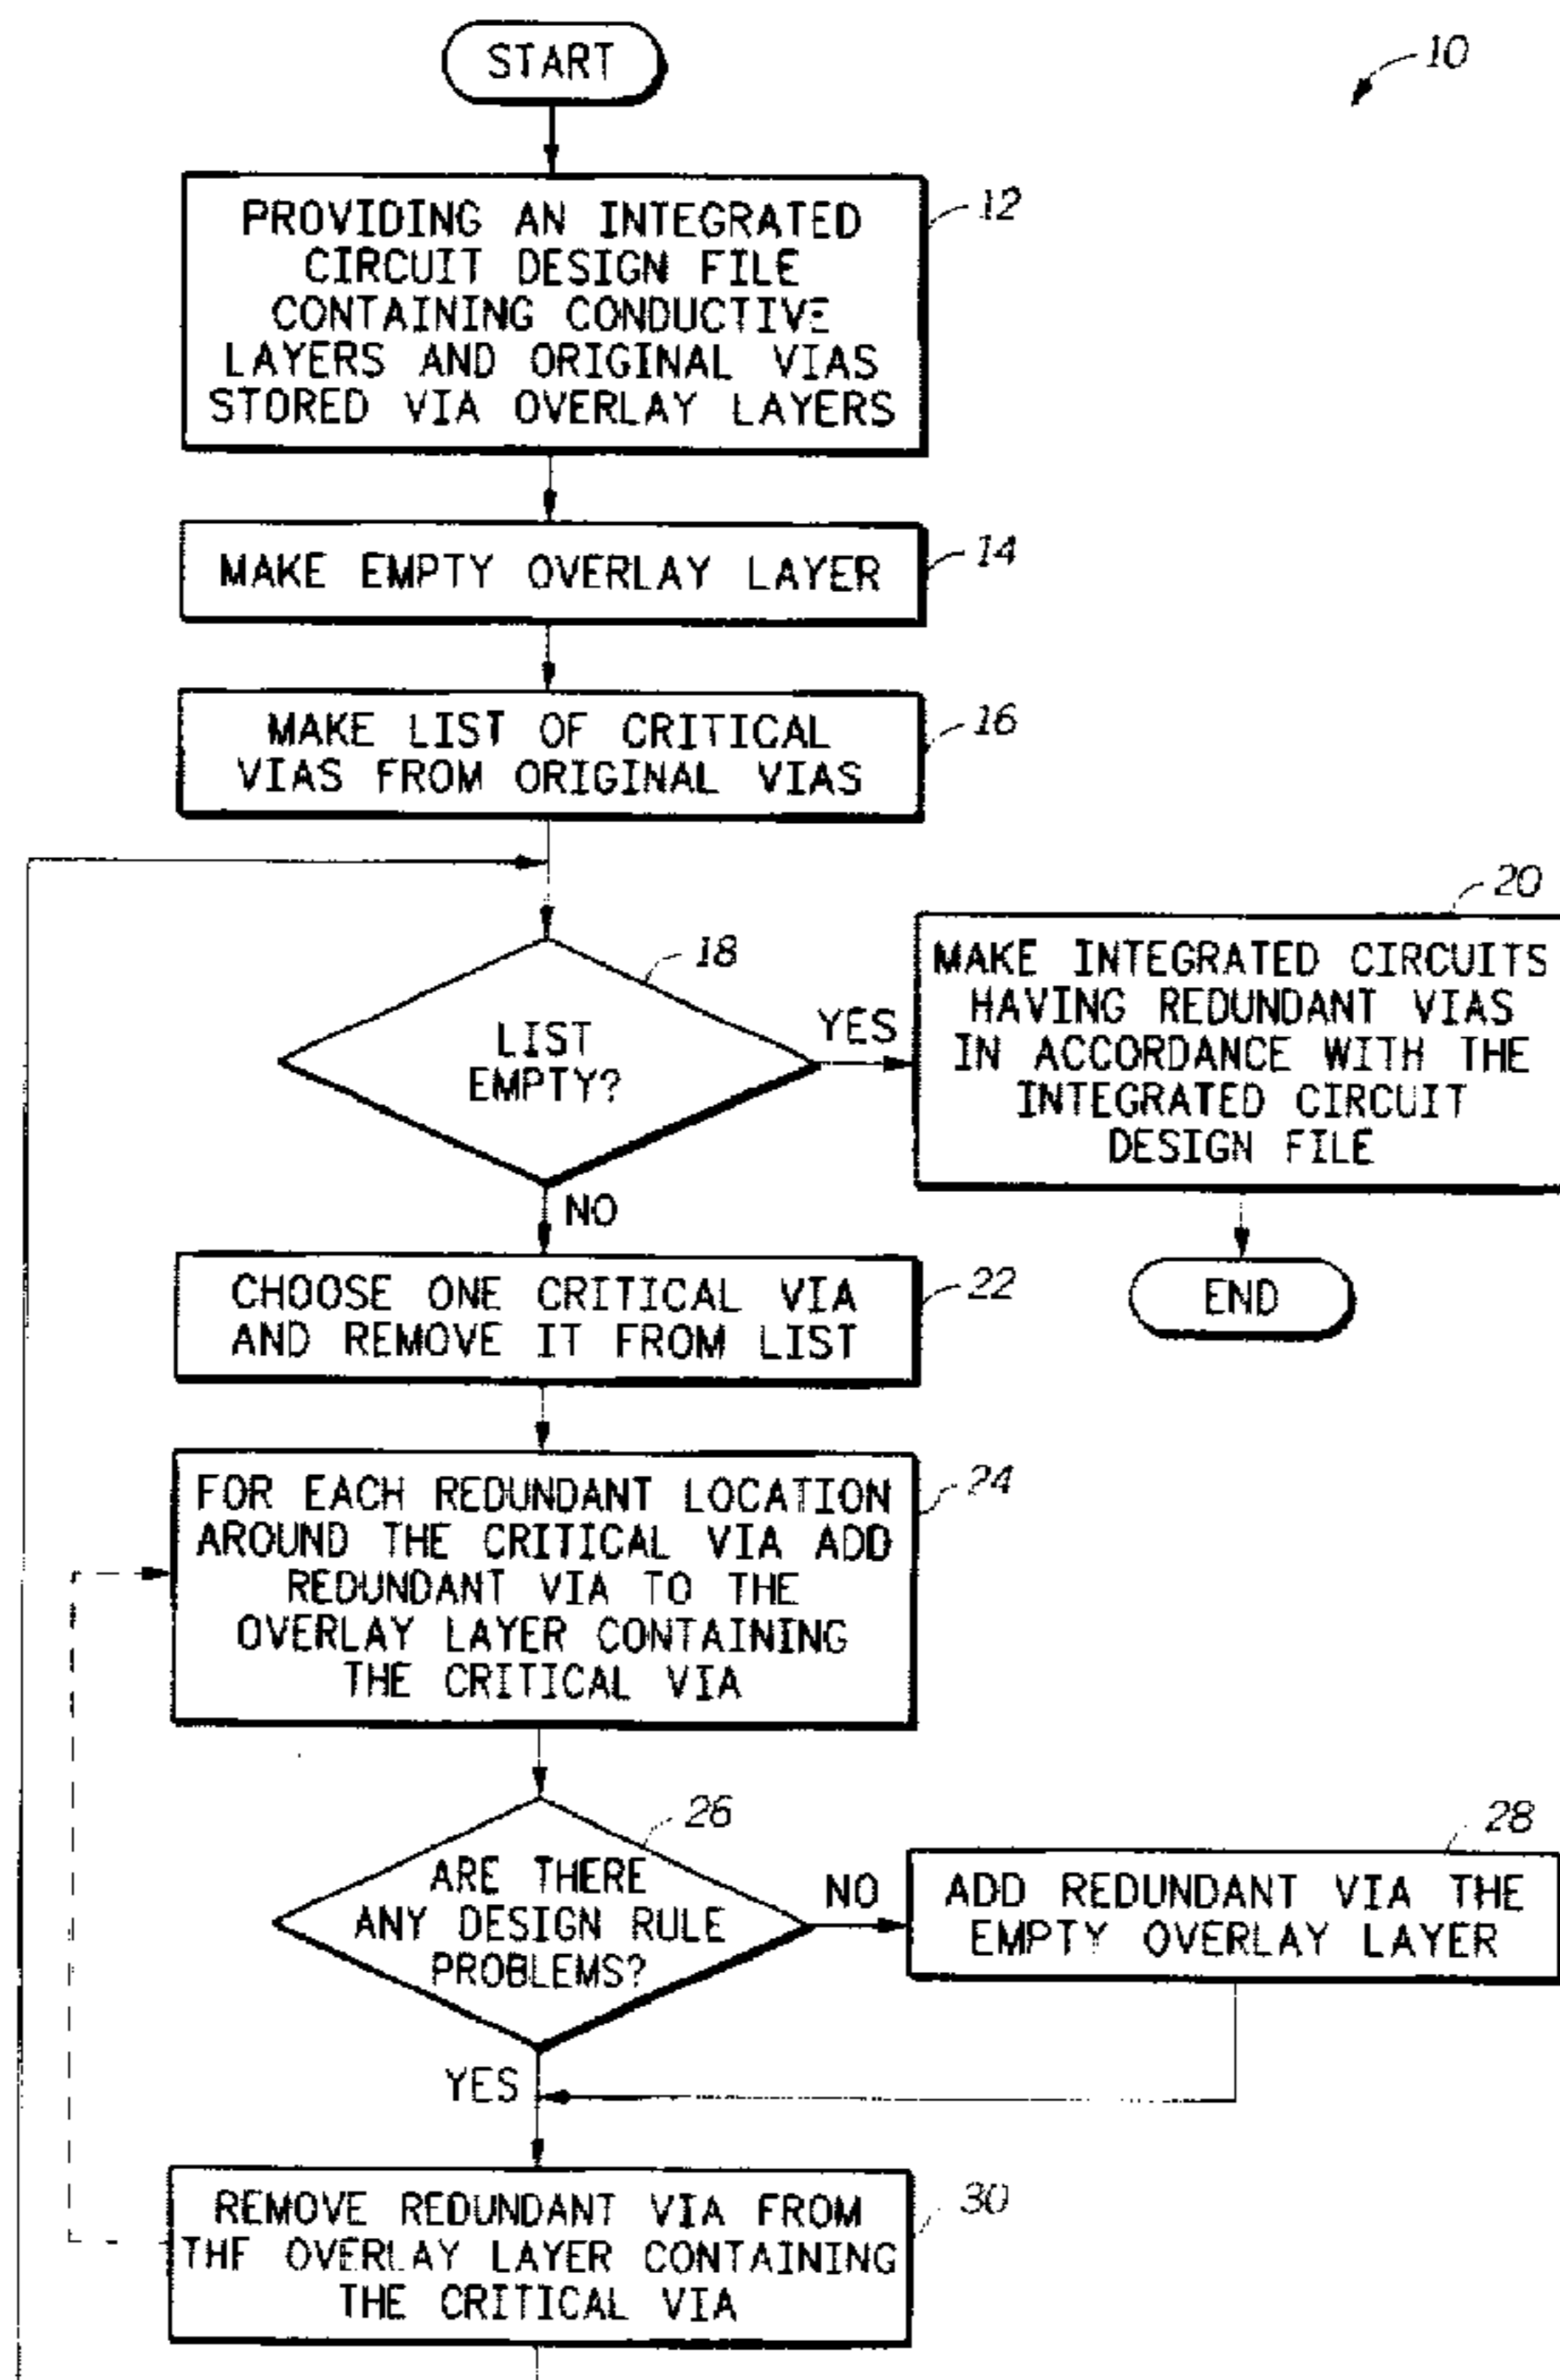 START
10
PROVIDING AN INTEGRATED
CIRCUIT DESIGN FILE
CONTAINING CONDUCTIVE
LAYERS AND ORIGINAL VIAS
STORED VIA OVERLAY LAYERS
12
MAKE EMPTY OVERLAY LAYER
14
MAKE LIST OF CRITICAL
VIAS FROM ORIGINAL VIAS
16
LIST
EMPTY?
18
YES
20
MAKE INTEGRATED CIRCUITS
HAVING REDUNDANT VIAS
IN ACCORDANCE WITH THE
INTEGRATED CIRCUIT
DESIGN FILE
END
NO
CHOOSE ONE CRITICAL VIA
AND REMOVE IT FROM LIST
22
FOR EACH REDUNDANT LOCATION
AROUND THE CRITICAL VIA ADD
REDUNDANT VIA TO THE
OVERLAY LAYER CONTAINING
THE CRITICAL VIA
24
ARE THERE
ANY DESIGN RULE
PROBLEMS?
26
NO
28
ADD REDUNDANT VIA THE
EMPTY OVERLAY LAYER
YES
REMOVE REDUNDANT VIA FROM
THE OVERLAY LAYER CONTAINING
THE CRITICAL VIA
30